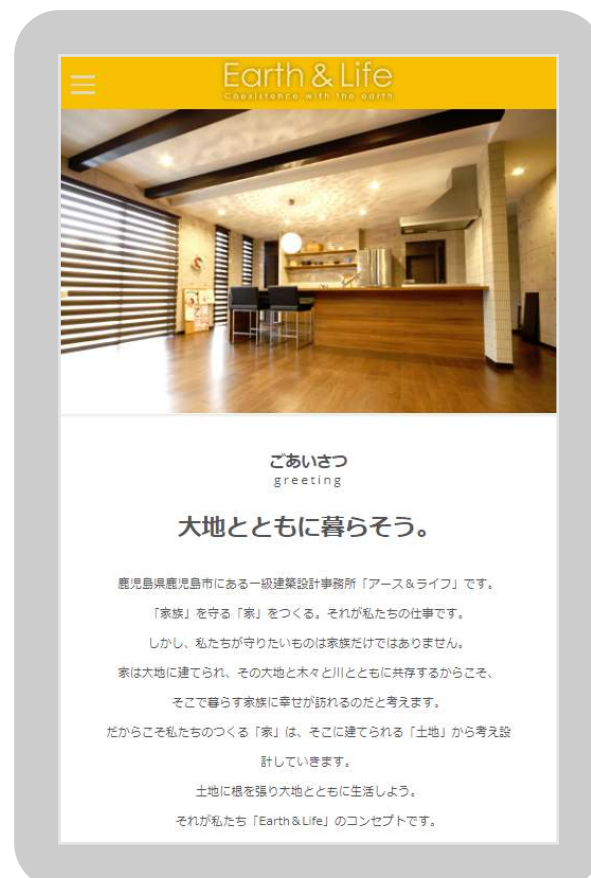 Earth & Life
Coexistence with the earth
ごあいさつ
greeting
大地とともに暮らそう。
鹿児島県鹿児島市にある一級建築設計事務所「アース＆ライフ」です。
「家族」を守る「家」をつくる。それが私たちの仕事です。
しかし、私たちが守りたいものは家族だけではありません。
家は大地に建てられ、その大地と木々と川とともに共存するからこそ、
そこで暮らす家族に幸せが訪れるのだと考えます。
だからこそ私たちのつくる「家」は、そこに建てられる「土地」から考え設
計していきます。
土地に根を張り大地とともに生活しよう。
それが私たち「Earth＆Life」のコンセプトです。